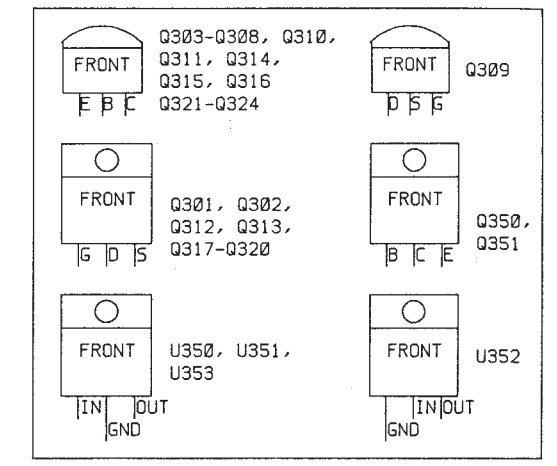 FRONT
E B C
Q303-Q308, Q310,
Q311, Q314,
Q315, Q316
Q321-Q324
FRONT
D S G
Q309
FRONT
G D S
Q301, Q302,
Q312, Q313,
Q317-Q320
FRONT
B C E
Q350,
Q351
FRONT
IN OUT
GND
U350, U351,
U353
FRONT
IN OUT
GND
U352